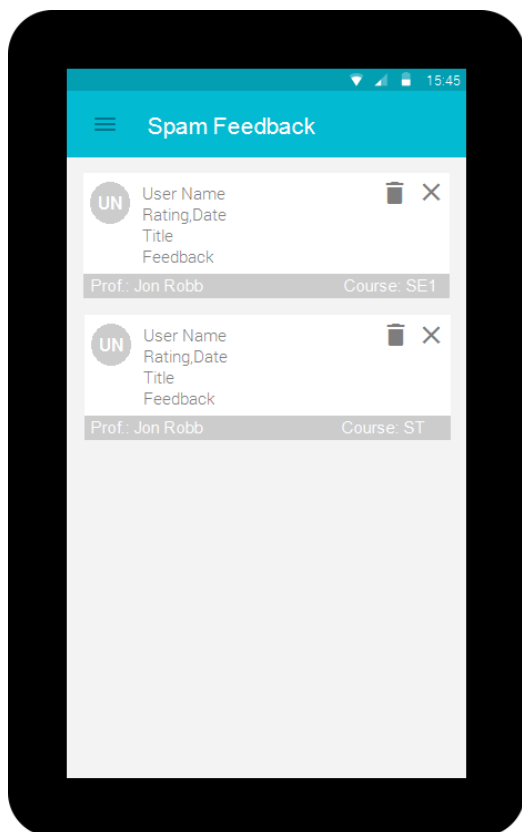 15:45
Spam Feedback
UN
User Name
Rating,Date
Title
Feedback
Prof.: Jon Robb Course: SE1
UN
User Name
Rating,Date
Title
Feedback
Prof.: Jon Robb Course: ST